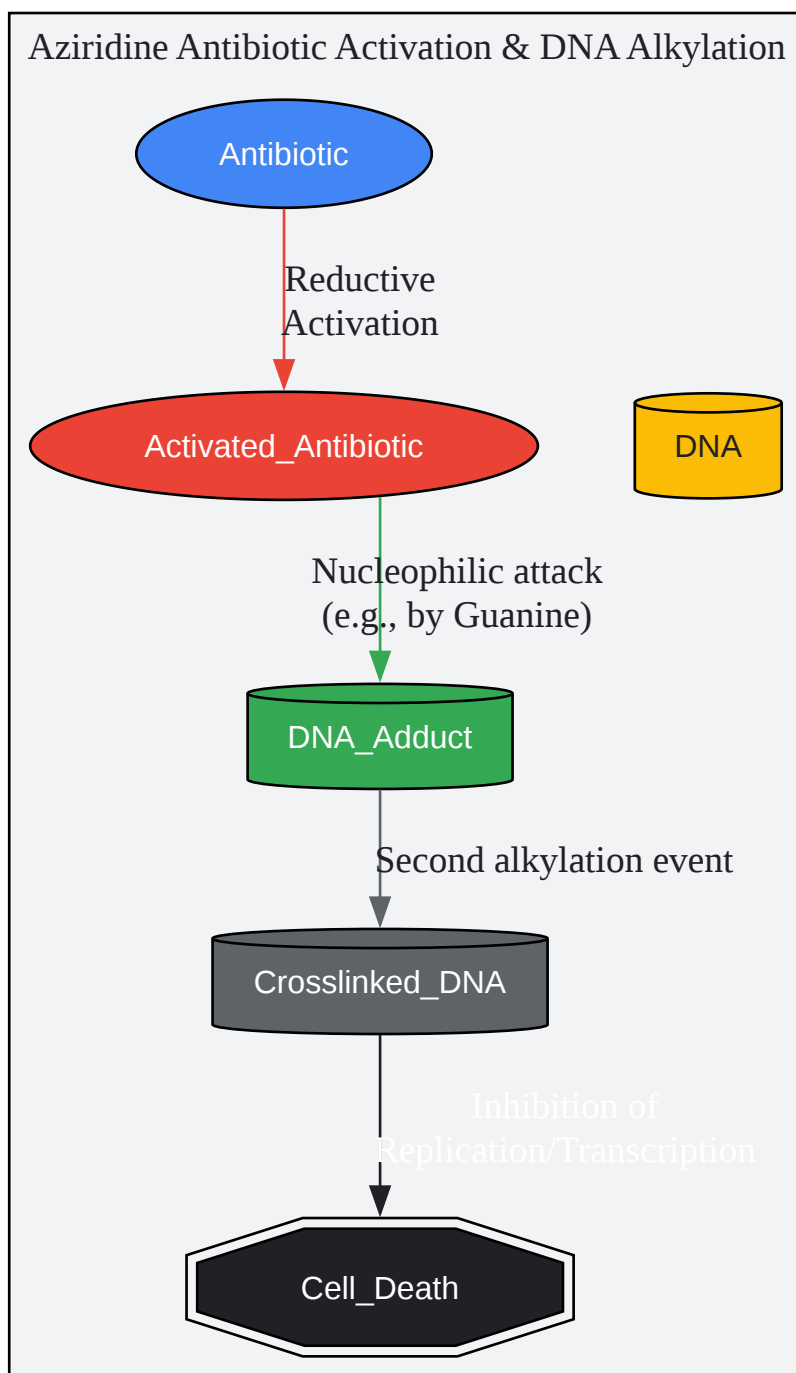 Aziridine Antibiotic Activation & DNA Alkylation
Antibiotic
Reductive
Activation
Activated_Antibiotic
DNA
Nucleophilic attack
(e.g., by Guanine)
DNA_Adduct
Second alkylation event
Crosslinked_DNA
Inhibition of
Replication/Transcription
Cell_Death